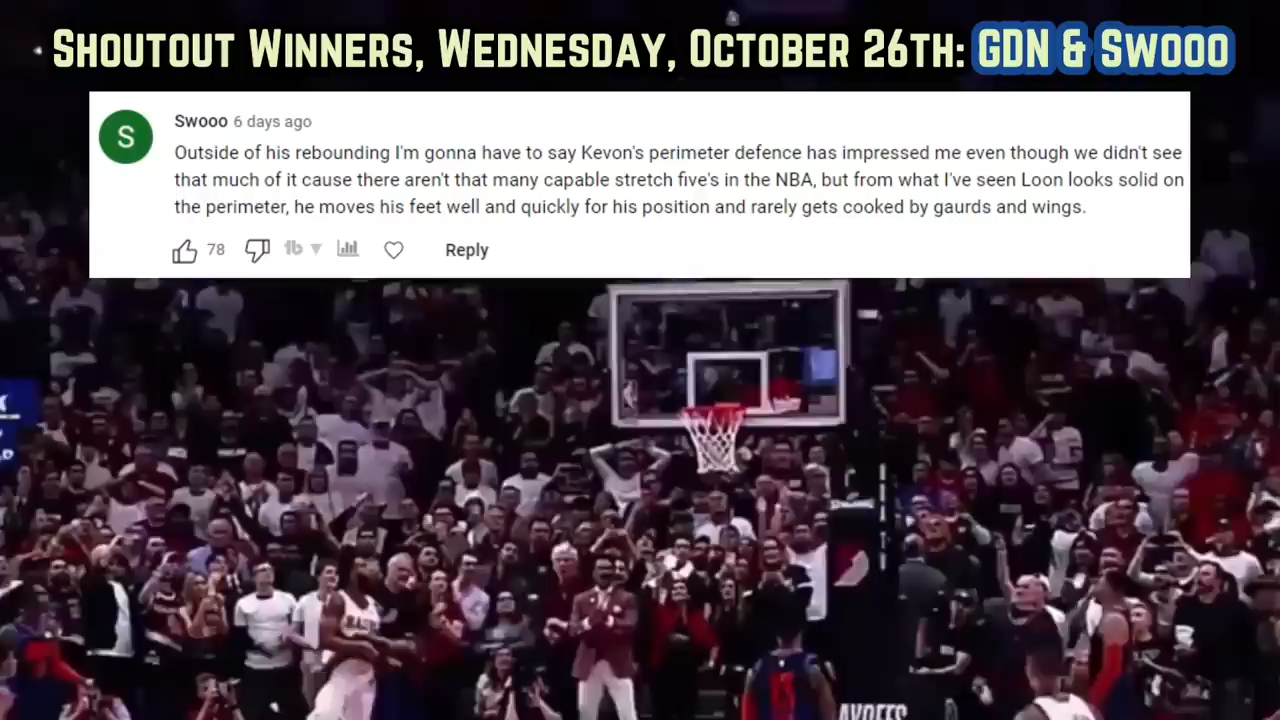 SHOUTOUT WINNERS, WEDNESDAY, OCTOBER 26TH: GDN & SWOOO
S
Swooo 6 days ago
Outside of his rebounding I'm gonna have to say Kevon's perimeter defence has impressed me even though we didn't see
that much of it cause there aren't that many capable stretch five's in the NBA, but from what I've seen Loon looks solid on
the perimeter, he moves his feet well and quickly for his position and rarely gets cooked by gaurds and wings.
78
Reply